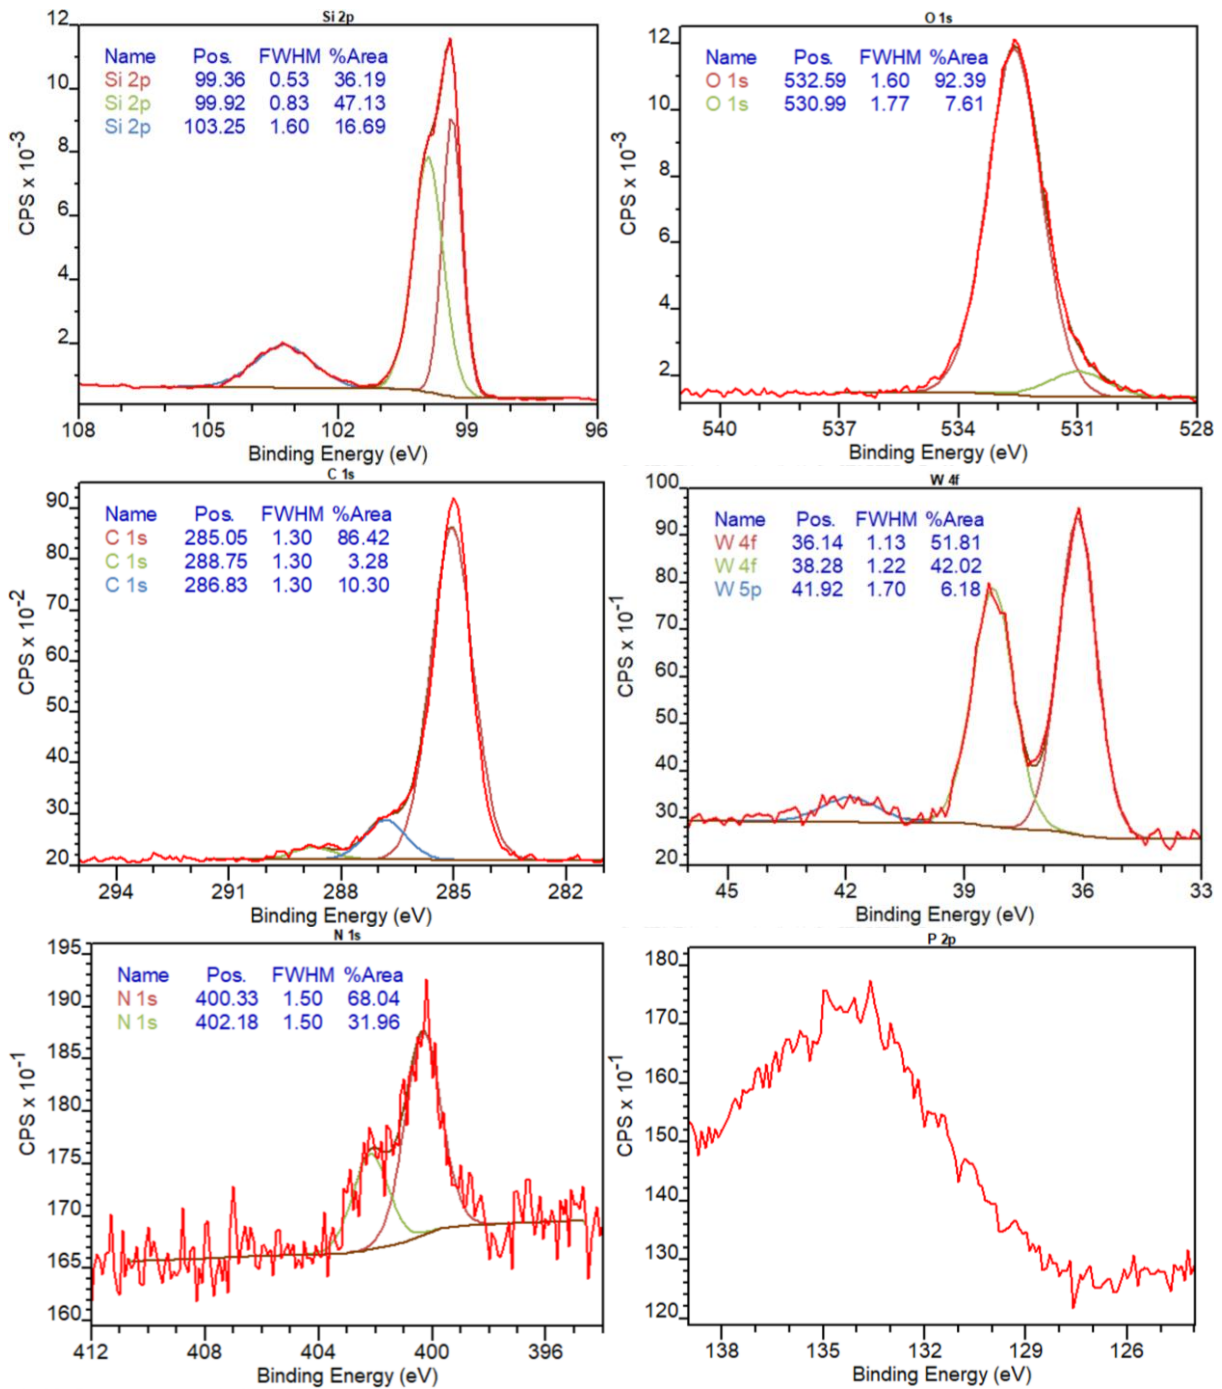 Si 2p
12
10
8
6
4
2
CPS x 10-3
Name Pos. FWHM %Area
Si 2p 99.36 0.53 36.19
Si 2p 99.92 0.83 47.13
Si 2p 103.25 1.60 16.69
108 105 102 99 96
Binding Energy (eV)
O 1s
12
10
8
6
4
2
CPS x 10-3
Name Pos. FWHM %Area
O 1s 532.59 1.60 92.39
O 1s 530.99 1.77 7.61
540 537 534 531 528
Binding Energy (eV)
C 1s
90
80
70
60
50
40
30
20
CPS x 10-2
Name Pos. FWHM %Area
C 1s 285.05 1.30 86.42
C 1s 288.75 1.30 3.28
C 1s 286.83 1.30 10.30
294 291 288 285 282
Binding Energy (eV)
W 4f
100
90
80
70
60
50
40
30
20
CPS x 10-1
Name Pos. FWHM %Area
W 4f 36.14 1.13 51.81
W 4f 38.28 1.22 42.02
W 5p 41.92 1.70 6.18
45 42 39 36 33
Binding Energy (eV)
N 1s
195
190
185
180
175
170
165
160
CPS x 10-1
Name Pos. FWHM %Area
N 1s 400.33 1.50 68.04
N 1s 402.18 1.50 31.96
412 408 404 400 396
Binding Energy (eV)
P 2p
180
170
160
150
140
130
120
CPS x 10-1
138 135 132 129 126
Binding Energy (eV)